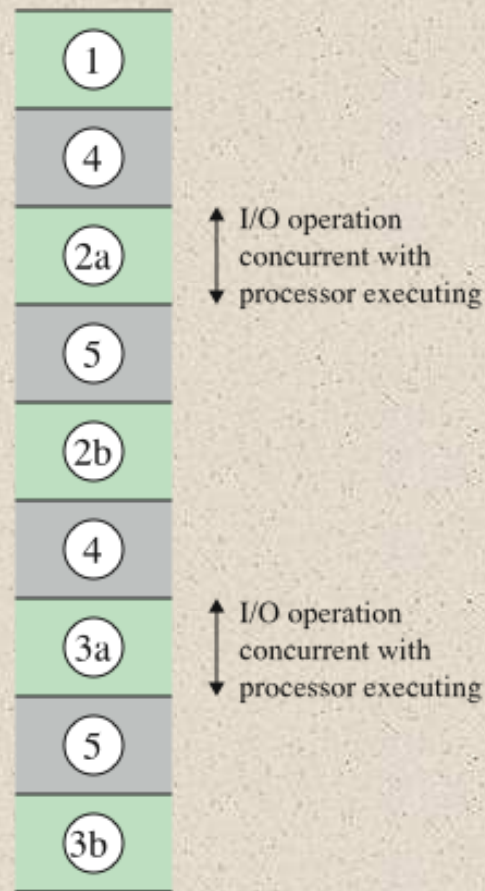 1
4
2a
I/O operation
concurrent with
processor executing
5
2b
4
3a
I/O operation
concurrent with
processor executing
5
3b